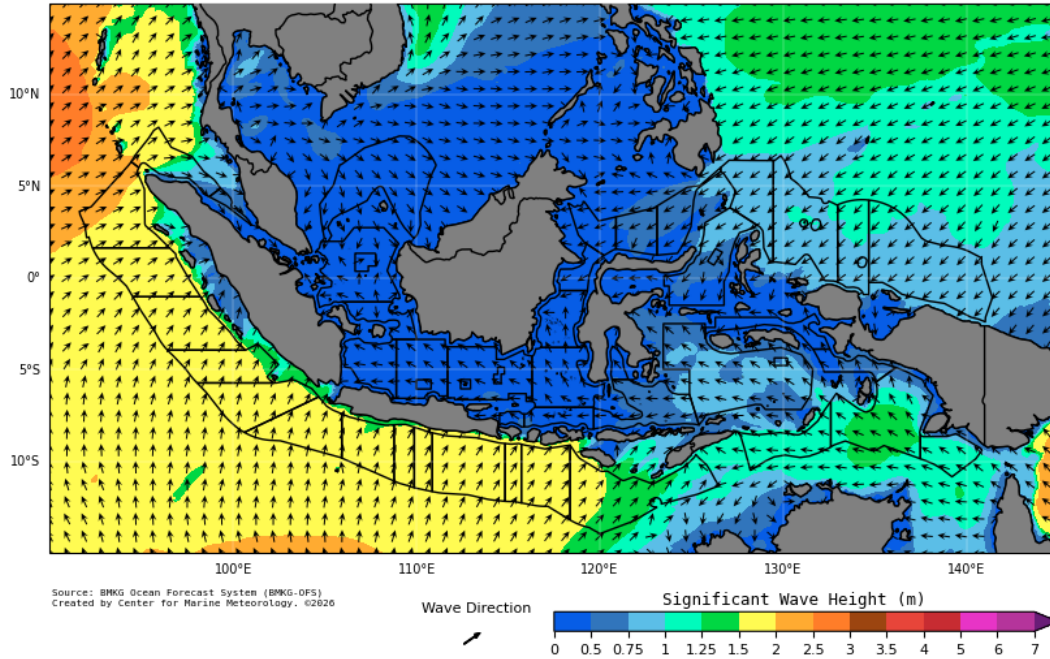 10°N
5°N
0°
5°S
10°S
100°E 110°E 120°E 130°E 140°E
Source: BMKG Ocean Forecast System (BMKG-OFS)
Created by Center for Marine Meteorology. ©2026
Wave Direction
Significant Wave Height (m)
0 0.5 0.75 1 1.25 1.5 2 2.5 3 3.5 4 5 6 7